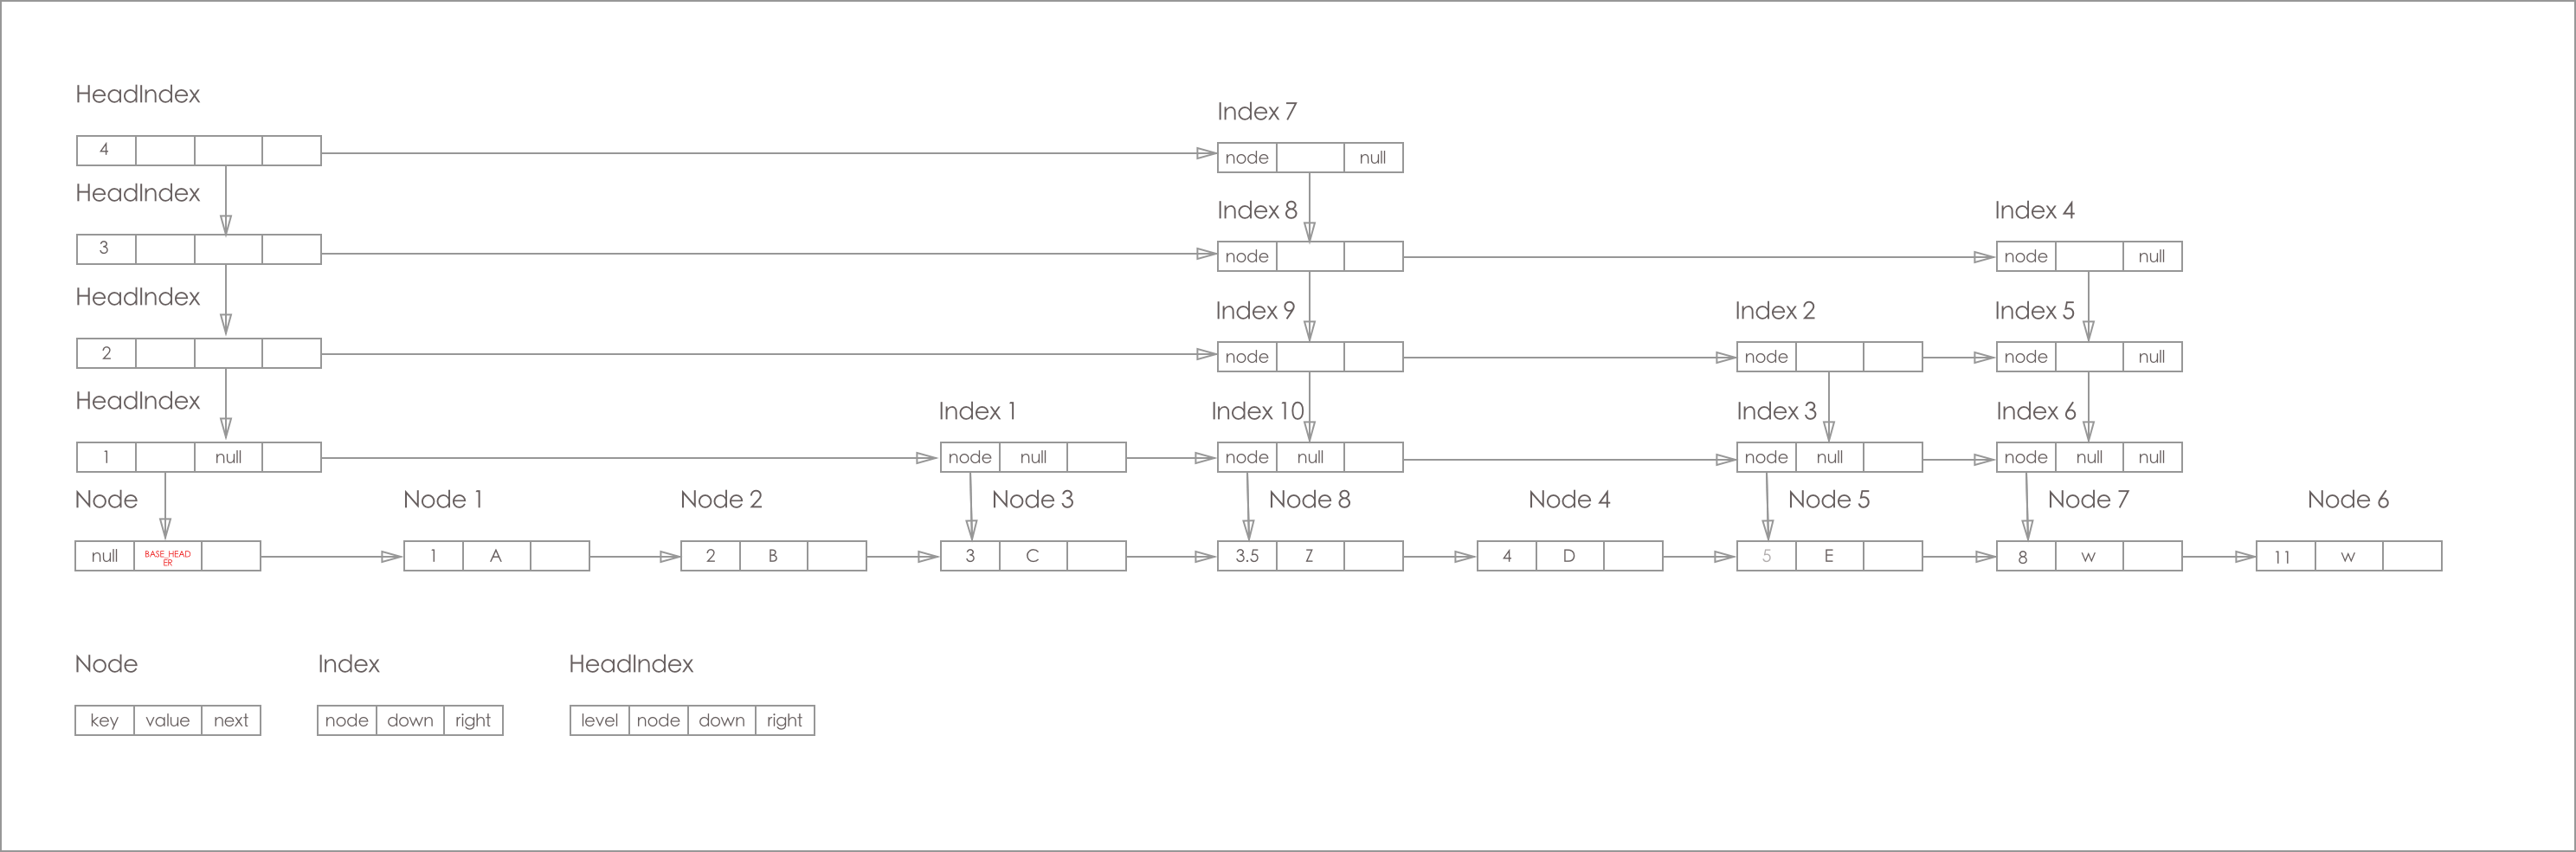 HeadIndex
Index 7
4
node null
HeadIndex
Index 8
Index 4
3
node
node null
HeadIndex
Index 9
Index 2
Index 5
2
node
node
node null
HeadIndex
Index 1
Index 10
Index 3
Index 6
1 null
node null
node null
node null
node null null
Node
Node 1
Node 2
Node 3
Node 8
Node 4
Node 5
Node 7
Node 6
null BASE_HEAD
ER
1 A
2 B
3 C
3.5 Z
4 D
5 E
8 w
11 w
Node
Index
HeadIndex
key value next
node down right
level node down right